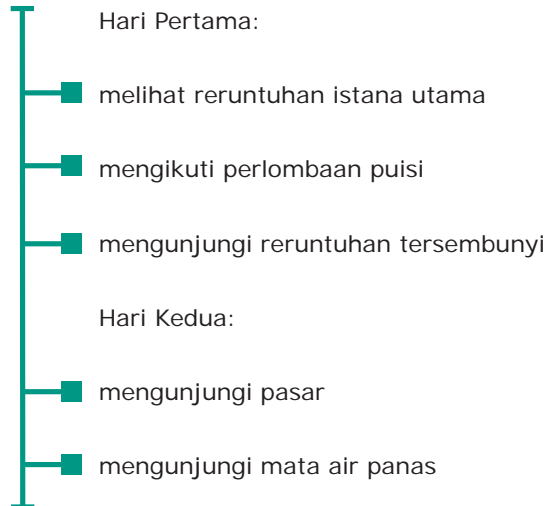 Hari Pertama:
melihat reruntuhan istana utama
mengikuti perlombaan puisi
mengunjungi reruntuhan tersembunyi
Hari Kedua:
mengunjungi pasar
mengunjungi mata air panas